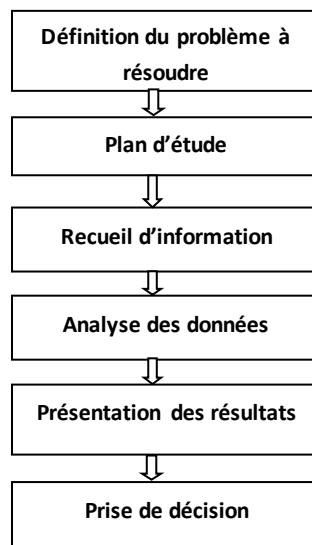 Définition du problème à
résoudre
Plan d’étude
Recueil d’information
Analyse des données
Présentation des résultats
Prise de décision